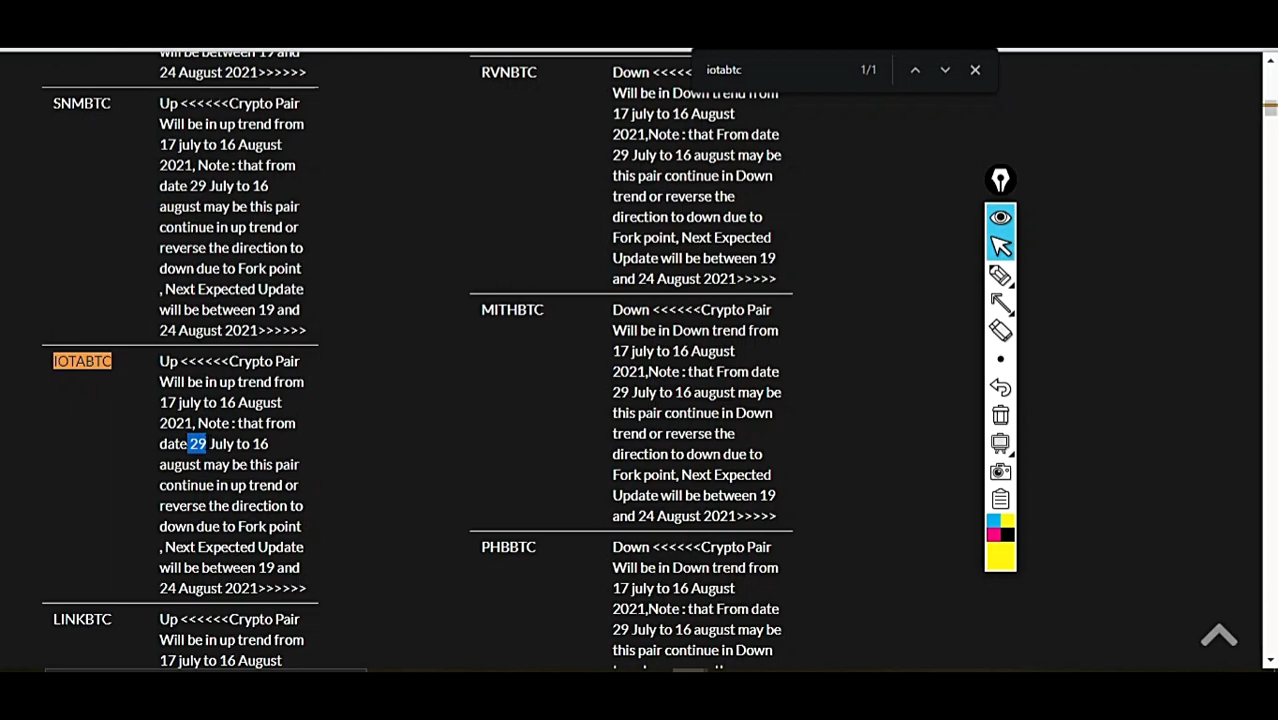 will be between 19 and
24 August 2021>>>>>>
SNMBTC
Up <<<<<<Crypto Pair
Will be in up trend from
17 july to 16 August
2021, Note : that from
date 29 July to 16
august may be this pair
continue in up trend or
reverse the direction to
down due to Fork point
, Next Expected Update
will be between 19 and
24 August 2021>>>>>>
IOTABTC
Up <<<<<<Crypto Pair
Will be in up trend from
17 july to 16 August
2021, Note : that from
date 29 July to 16
august may be this pair
continue in up trend or
reverse the direction to
down due to Fork point
, Next Expected Update
will be between 19 and
24 August 2021>>>>>>
LINKBTC
Up <<<<<<Crypto Pair
Will be in up trend from
17 july to 16 August
RVNBTC
Down <<<<<
Will be in Down trend from
17 july to 16 August
2021,Note : that From date
29 July to 16 august may be
this pair continue in Down
trend or reverse the
direction to down due to
Fork point, Next Expected
Update will be between 19
and 24 August 2021>>>>>
MITHBTC
Down <<<<<<Crypto Pair
Will be in Down trend from
17 july to 16 August
2021,Note : that From date
29 July to 16 august may be
this pair continue in Down
trend or reverse the
direction to down due to
Fork point, Next Expected
Update will be between 19
and 24 August 2021>>>>>
PHBBTC
Down <<<<<<Crypto Pair
Will be in Down trend from
17 july to 16 August
2021,Note : that From date
29 July to 16 august may be
this pair continue in Down
iotabtc
1/1